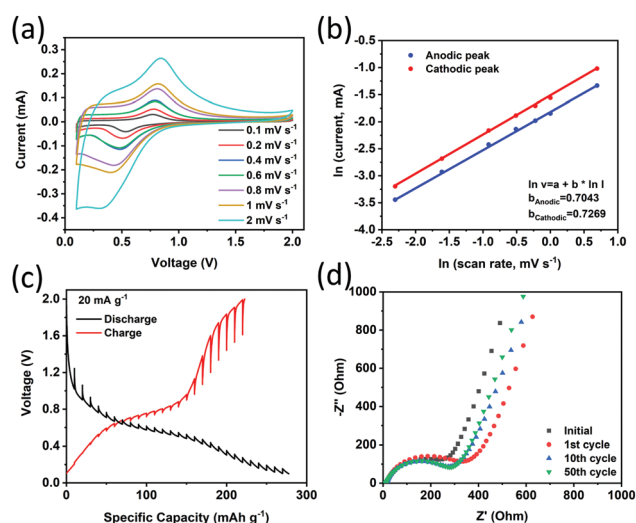 (a)
0.3
0.2
0.1
0.0
-0.1
-0.2
-0.3
-0.4
Current (mA)
0.0 0.5 1.0 1.5 2.0
Voltage (V)
0.1 mV s⁻¹
0.2 mV s⁻¹
0.4 mV s⁻¹
0.6 mV s⁻¹
0.8 mV s⁻¹
1 mV s⁻¹
2 mV s⁻¹
(b)
-0.5
-1.0
-1.5
-2.0
-2.5
-3.0
-3.5
-4.0
ln (current, mA)
-2.5 -2.0 -1.5 -1.0 -0.5 0.0 0.5 1.0
ln (scan rate, mV s⁻¹)
Anodic peak
Cathodic peak
ln v=a + b * ln I
bAnodic=0.7043
bCathodic=0.7269
(c)
2.0
1.6
1.2
0.8
0.4
0.0
Voltage (V)
0 100 200 300
Specific Capacity (mAh g⁻¹)
20 mA g⁻¹
Discharge
Charge
(d)
1000
800
600
400
200
0
-Z'' (Ohm)
0 200 400 600 800 1000
Z' (Ohm)
Initial
1st cycle
10th cycle
50th cycle